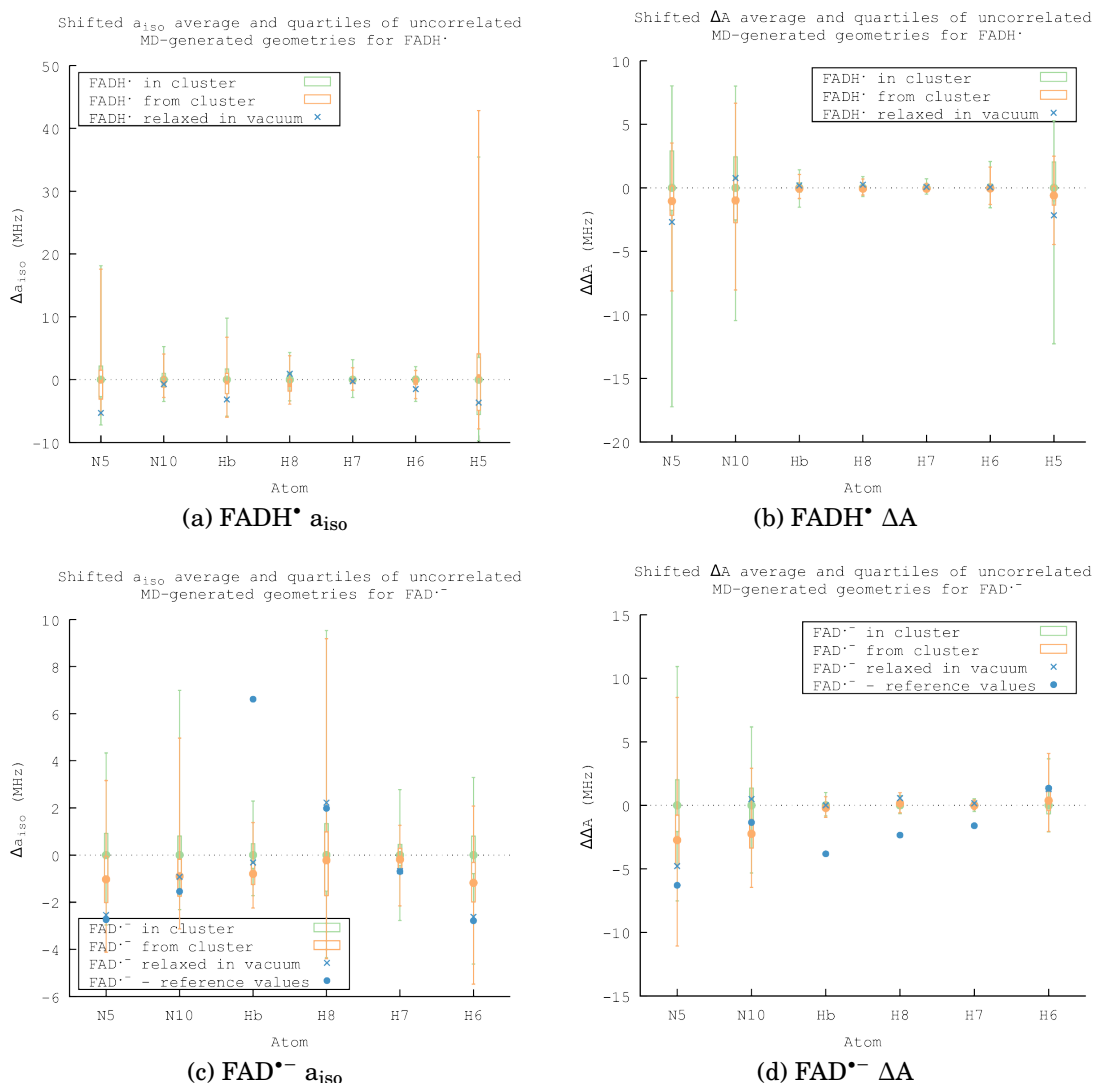 Shifted aiso average and quartiles of uncorrelated
MD-generated geometries for FADH·
50
40
30
20
10
0
-10
Δaiso (MHz)
FADH· in cluster
FADH· from cluster
FADH· relaxed in vacuum
N5 N10 Hb H8 H7 H6 H5
Atom
(a) FADH• aiso
Shifted ΔA average and quartiles of uncorrelated
MD-generated geometries for FADH·
10
5
0
-5
-10
-15
-20
ΔΔA (MHz)
FADH· in cluster
FADH· from cluster
FADH· relaxed in vacuum
N5 N10 Hb H8 H7 H6 H5
Atom
(b) FADH• ΔA
Shifted aiso average and quartiles of uncorrelated
MD-generated geometries for FAD·−
10
8
6
4
2
0
-2
-4
-6
Δaiso (MHz)
FAD·− in cluster
FAD·− from cluster
FAD·− relaxed in vacuum
FAD·− - reference values
N5 N10 Hb H8 H7 H6
Atom
(c) FAD•− aiso
Shifted ΔA average and quartiles of uncorrelated
MD-generated geometries for FAD·−
15
10
5
0
-5
-10
-15
ΔΔA (MHz)
FAD·− in cluster
FAD·− from cluster
FAD·− relaxed in vacuum
FAD·− - reference values
N5 N10 Hb H8 H7 H6
Atom
(d) FAD•− ΔA